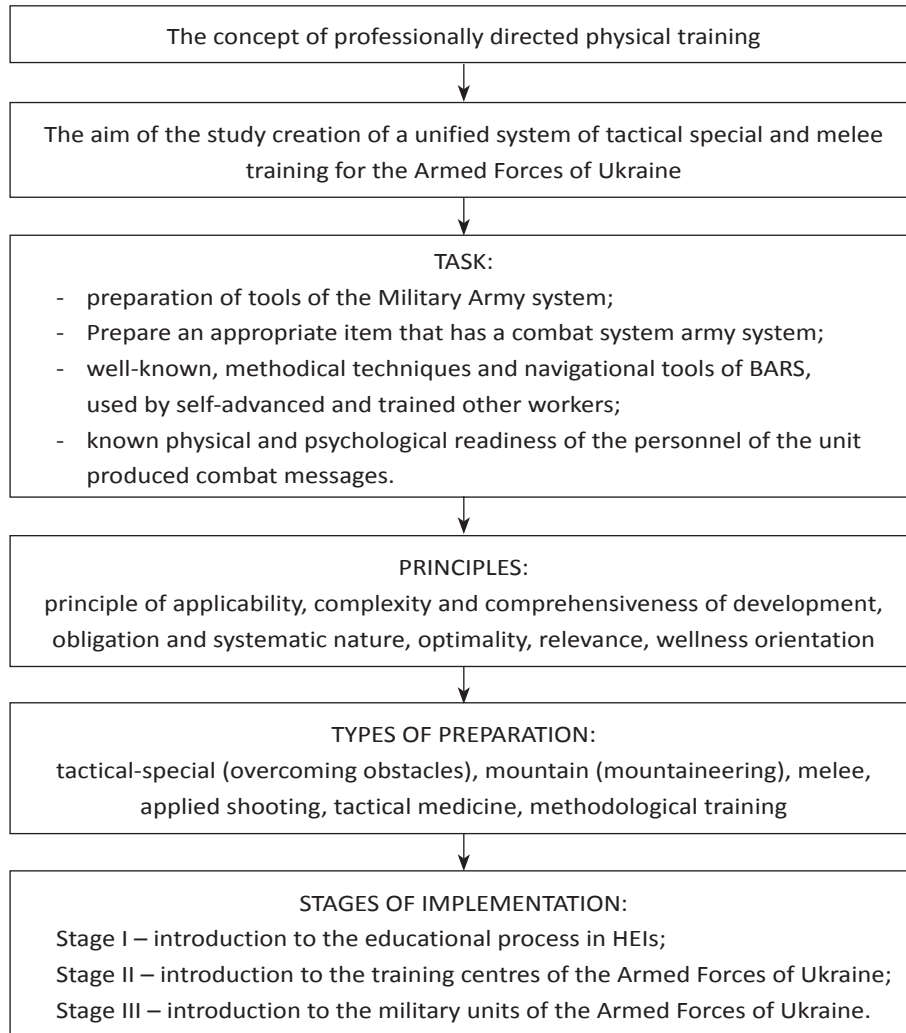 The concept of professionally directed physical training
The aim of the study creation of a unified system of tactical special and melee
training for the Armed Forces of Ukraine
TASK:
- preparation of tools of the Military Army system;
- Prepare an appropriate item that has a combat system army system;
- well-known, methodical techniques and navigational tools of BARS,
used by self-advanced and trained other workers;
- known physical and psychological readiness of the personnel of the unit
produced combat messages.
PRINCIPLES:
principle of applicability, complexity and comprehensiveness of development,
obligation and systematic nature, optimality, relevance, wellness orientation
TYPES OF PREPARATION:
tactical-special (overcoming obstacles), mountain (mountaineering), melee,
applied shooting, tactical medicine, methodological training
STAGES OF IMPLEMENTATION:
Stage I – introduction to the educational process in HEIs;
Stage II – introduction to the training centres of the Armed Forces of Ukraine;
Stage III – introduction to the military units of the Armed Forces of Ukraine.